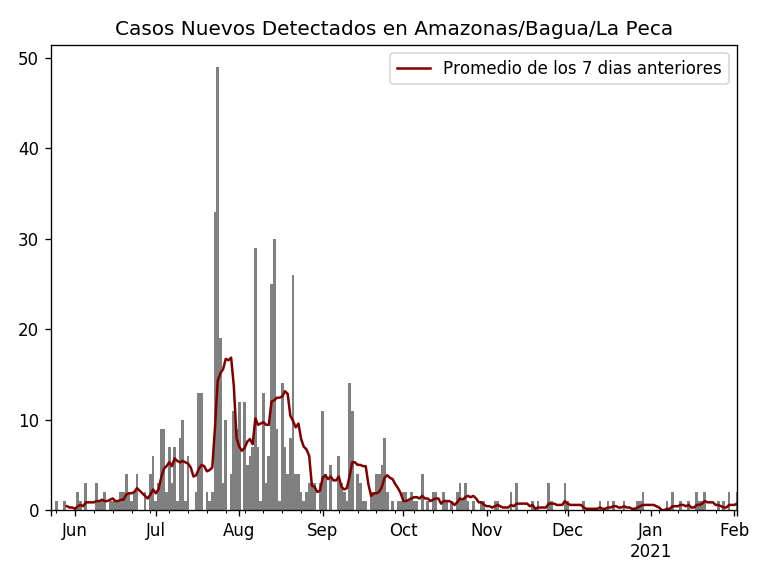 Casos Nuevos Detectados en Amazonas/Bagua/La Peca
Promedio de los 7 dias anteriores
50
40
30
20
10
0
Jun Jul Aug Sep Oct Nov Dec Jan Feb
2021